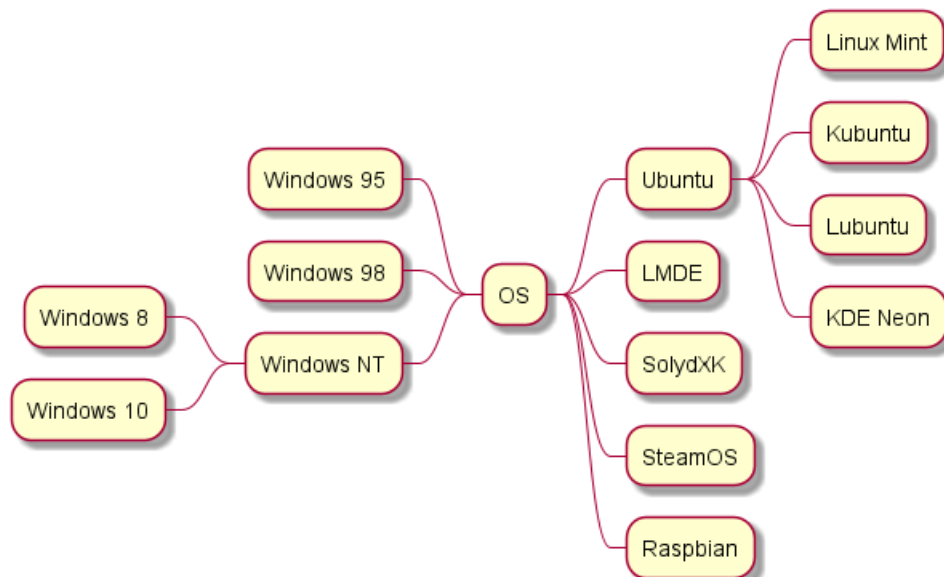 OS
Ubuntu
Linux Mint
Kubuntu
Lubuntu
KDE Neon
LMDE
SolydXK
SteamOS
Raspbian
Windows 95
Windows 98
Windows NT
Windows 8
Windows 10